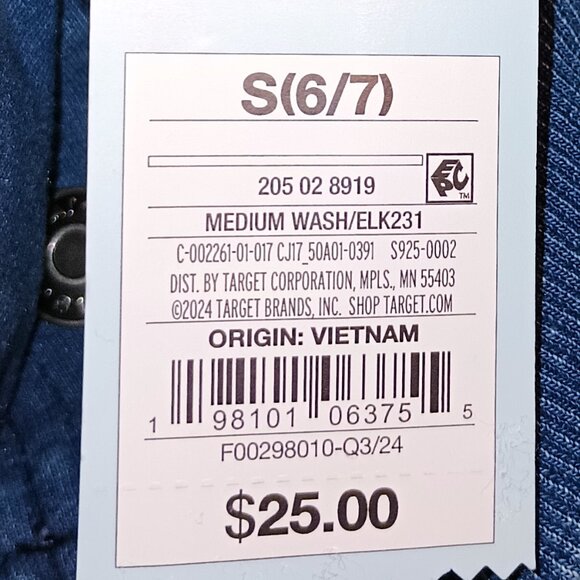 S(6/7)
205 02 8919
EPC
TM
MEDIUM WASH/ELK231
C-002261-01-017 CJ17_50A01-0391 S925-0002
DIST. BY TARGET CORPORATION, MPLS., MN 55403
©2024 TARGET BRANDS, INC. SHOP TARGET.COM
ORIGIN: VIETNAM
1 98101 06375 5
F00298010-Q3/24
$25.00